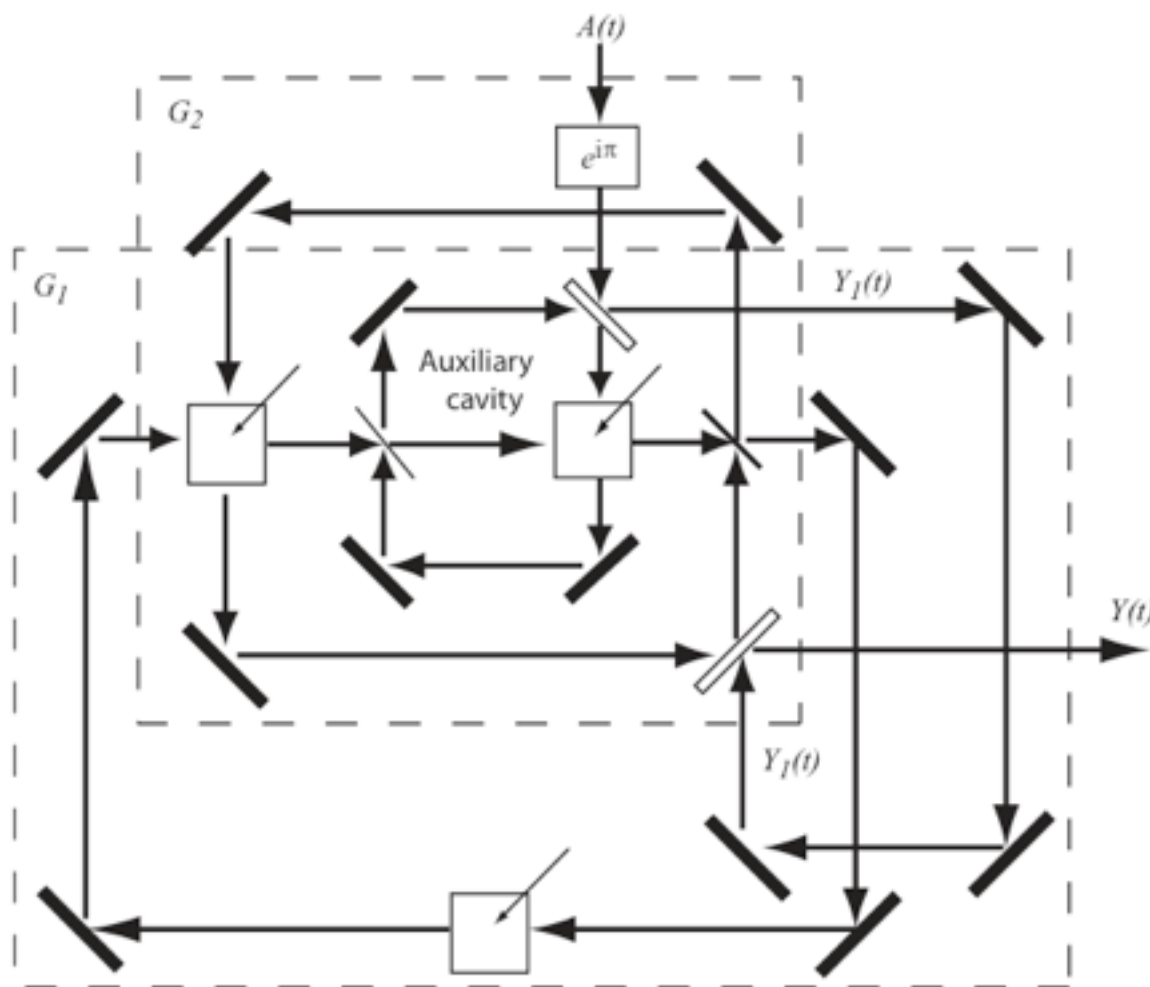 A(t)
G2
e^iπ
G1
Y1(t)
Auxiliary
cavity
Y(t)
Y1(t)